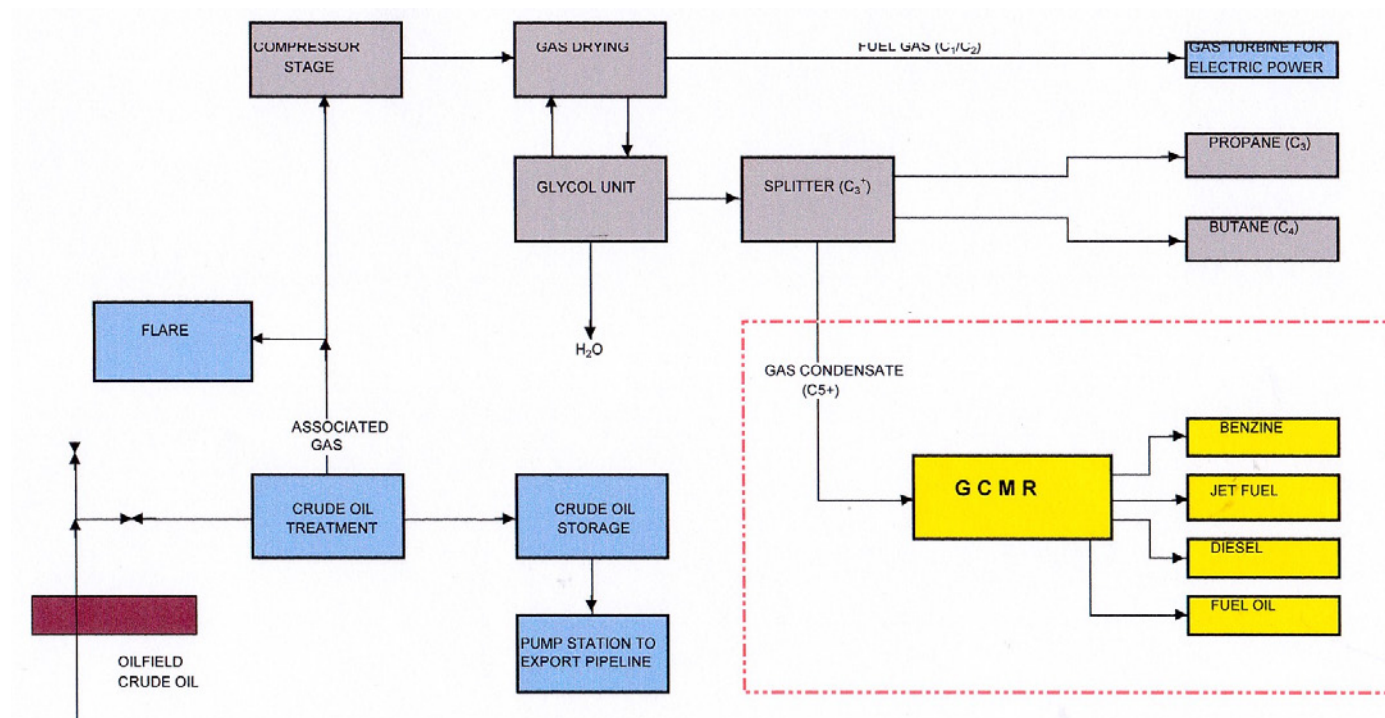 COMPRESSOR
STAGE
GAS DRYING
FUEL GAS (C₁/C₂)
GAS TURBINE FOR
ELECTRIC POWER
PROPANE (C₃)
GLYCOL UNIT
SPLITTER (C₃⁺)
BUTANE (C₄)
FLARE
H₂O
GAS CONDENSATE
(C5+)
ASSOCIATED
GAS
BENZINE
G C M R
JET FUEL
CRUDE OIL
TREATMENT
CRUDE OIL
STORAGE
DIESEL
FUEL OIL
PUMP STATION TO
EXPORT PIPELINE
OILFIELD
CRUDE OIL